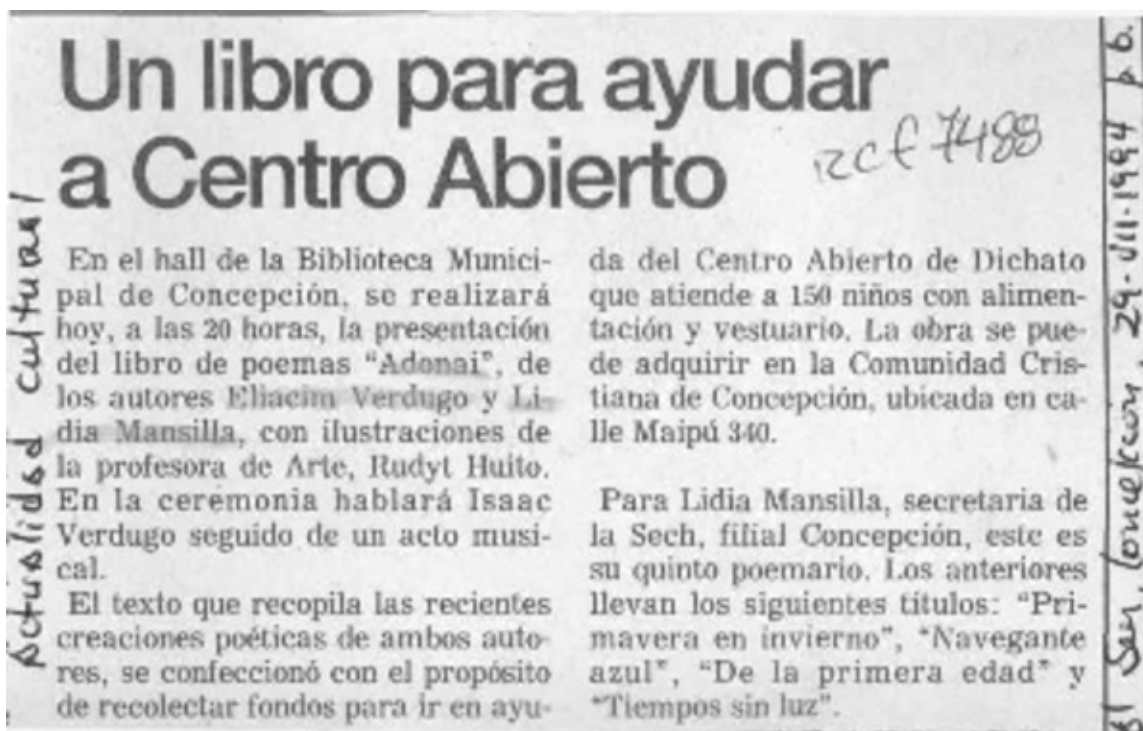 Un libro para ayudar
a Centro Abierto
rcf 7488
Actualidad cultural
En el hall de la Biblioteca Munici-
pal de Concepción, se realizará
hoy, a las 20 horas, la presentación
del libro de poemas “Adonai”, de
los autores Eliacim Verdugo y Li-
dia Mansilla, con ilustraciones de
la profesora de Arte, Rudyt Huito.
En la ceremonia hablará Isaac
Verdugo seguido de un acto musi-
cal.
El texto que recopila las recientes
creaciones poéticas de ambos auto-
res, se confeccionó con el propósito
de recolectar fondos para ir en ayu-
da del Centro Abierto de Dichato
que atiende a 150 niños con alimen-
tación y vestuario. La obra se pue-
de adquirir en la Comunidad Cris-
tiana de Concepción, ubicada en ca-
lle Maipú 340.
Para Lidia Mansilla, secretaria de
la Sech, filial Concepción, este es
su quinto poemario. Los anteriores
llevan los siguientes títulos: “Pri-
mavera en invierno”, “Navegante
azul”, “De la primera edad” y
“Tiempos sin luz”.
El Sur, Concepción, 29-VII-1994 p 6.